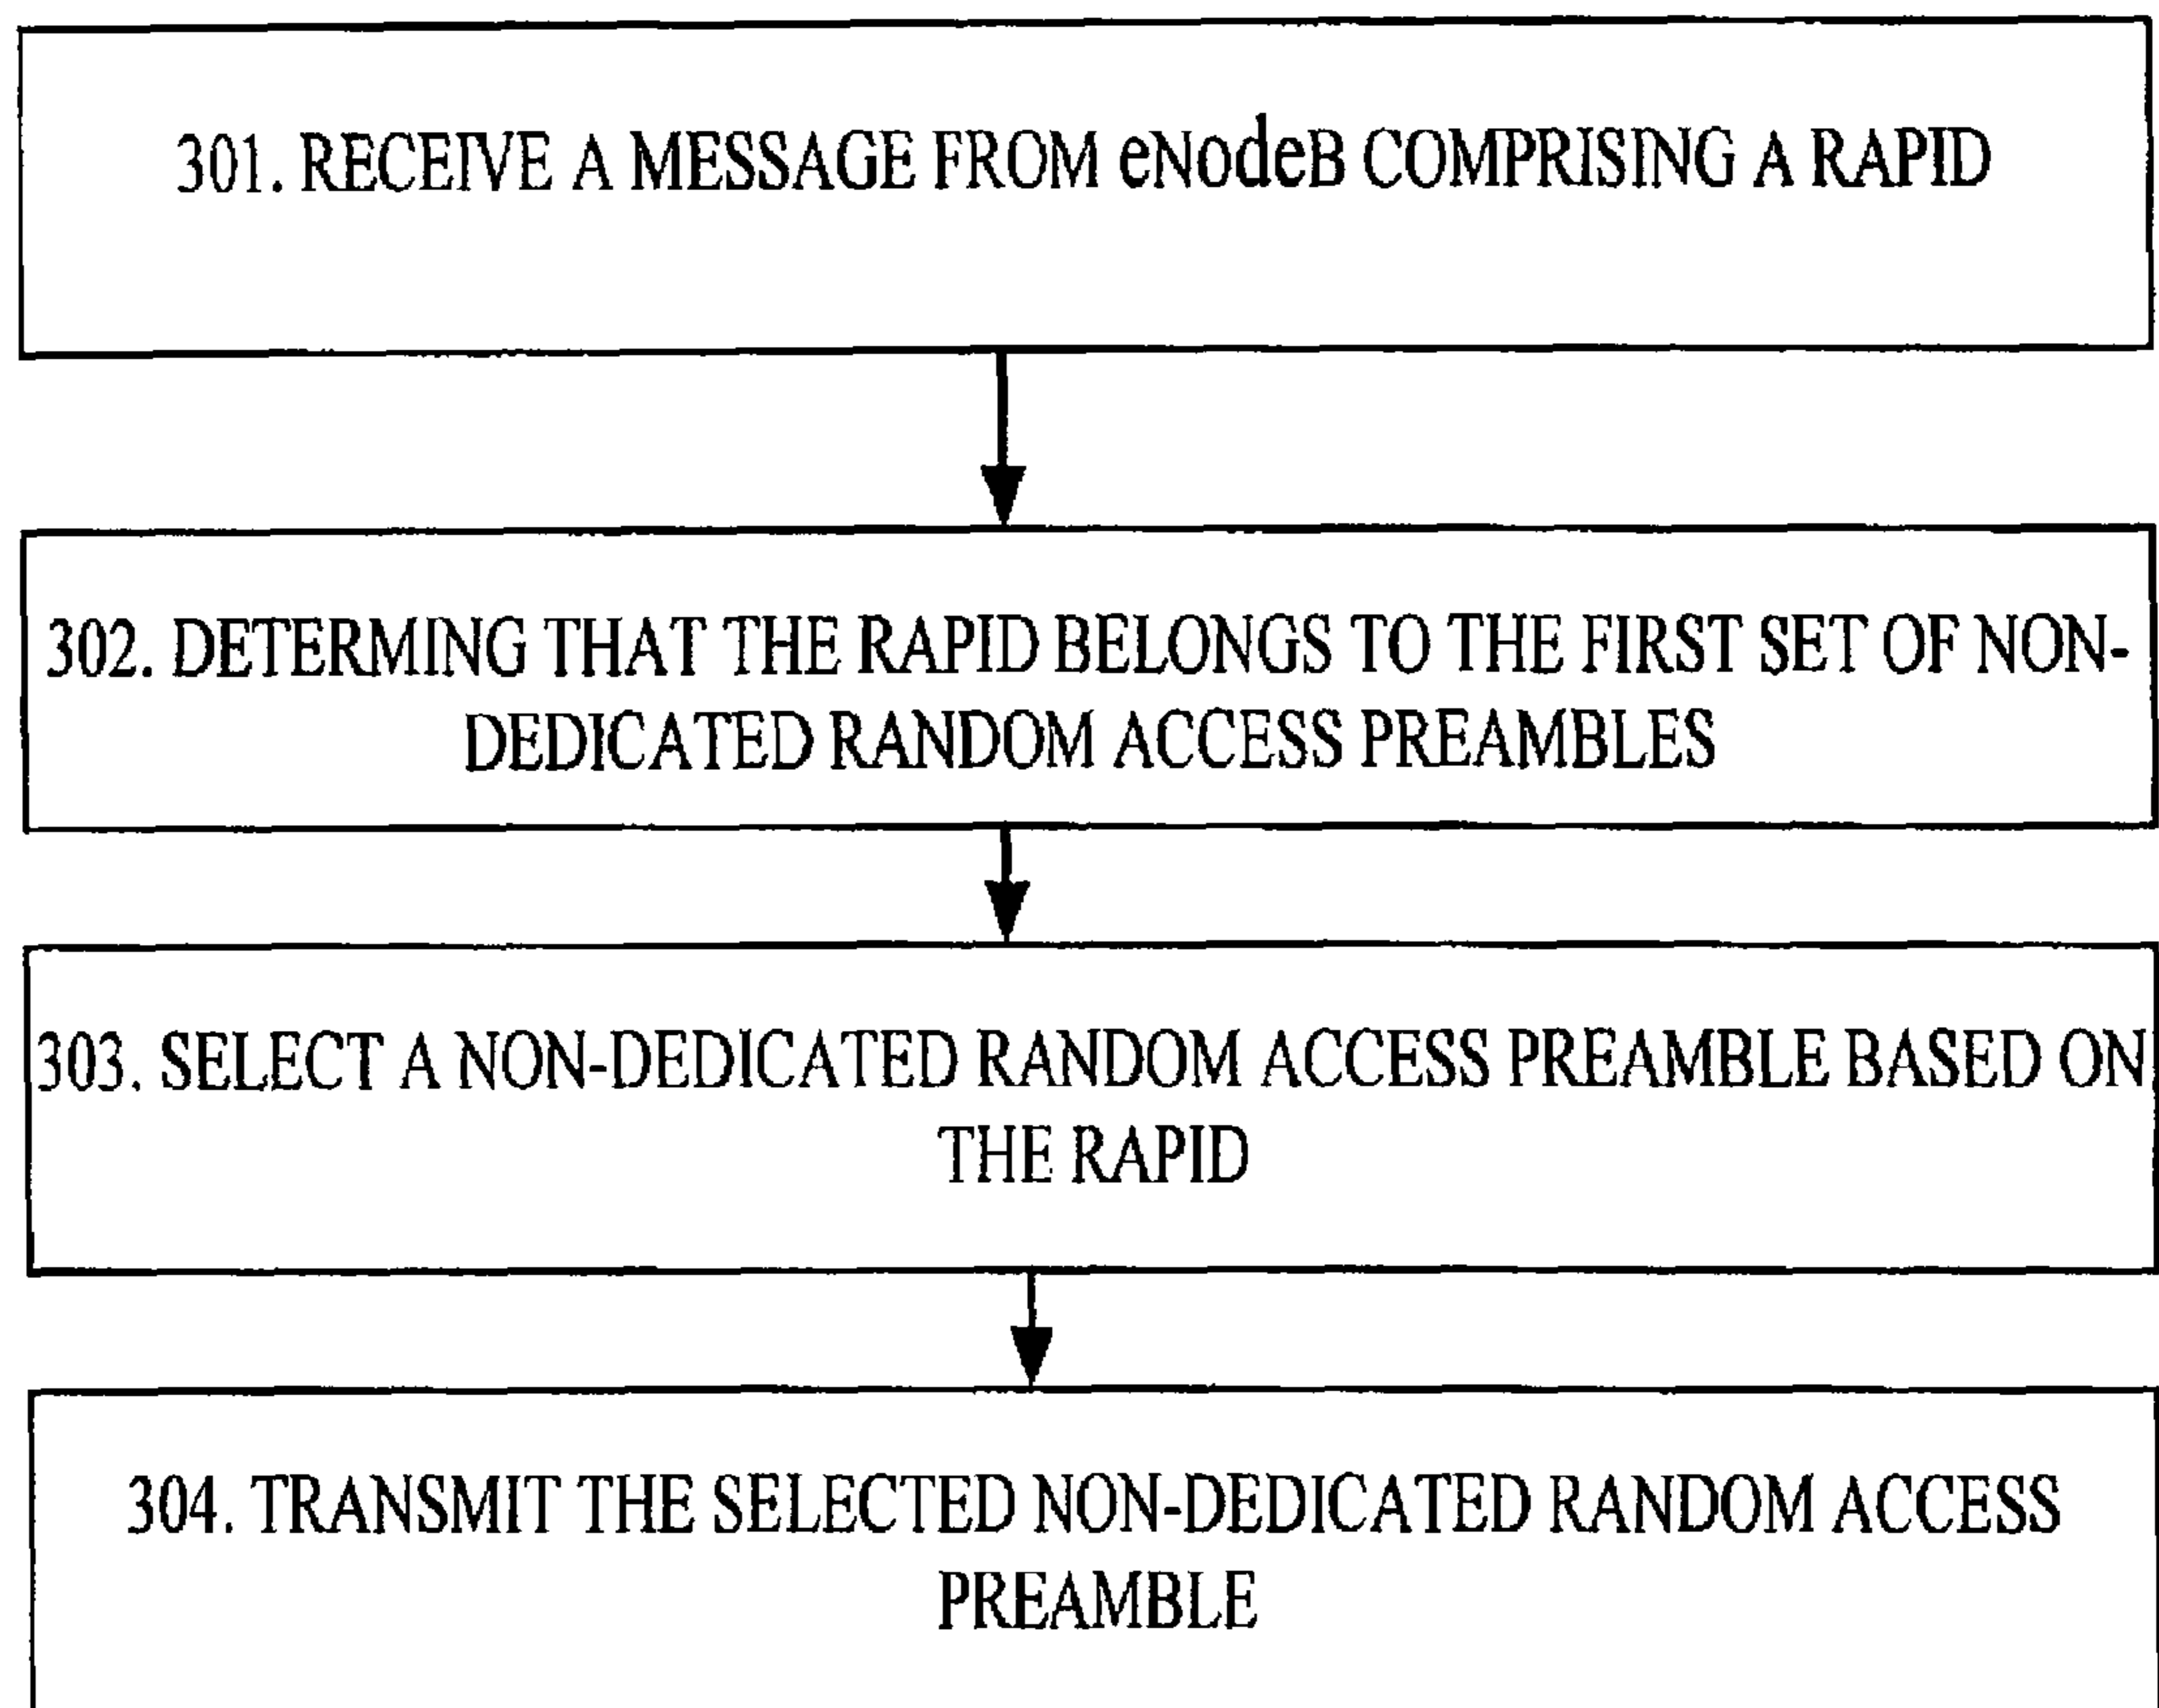 301. RECEIVE A MESSAGE FROM eNodeB COMPRISING A RAPID
302. DETERMING THAT THE RAPID BELONGS TO THE FIRST SET OF NON-
DEDICATED RANDOM ACCESS PREAMBLES
303. SELECT A NON-DEDICATED RANDOM ACCESS PREAMBLE BASED ON
THE RAPID
304. TRANSMIT THE SELECTED NON-DEDICATED RANDOM ACCESS
PREAMBLE